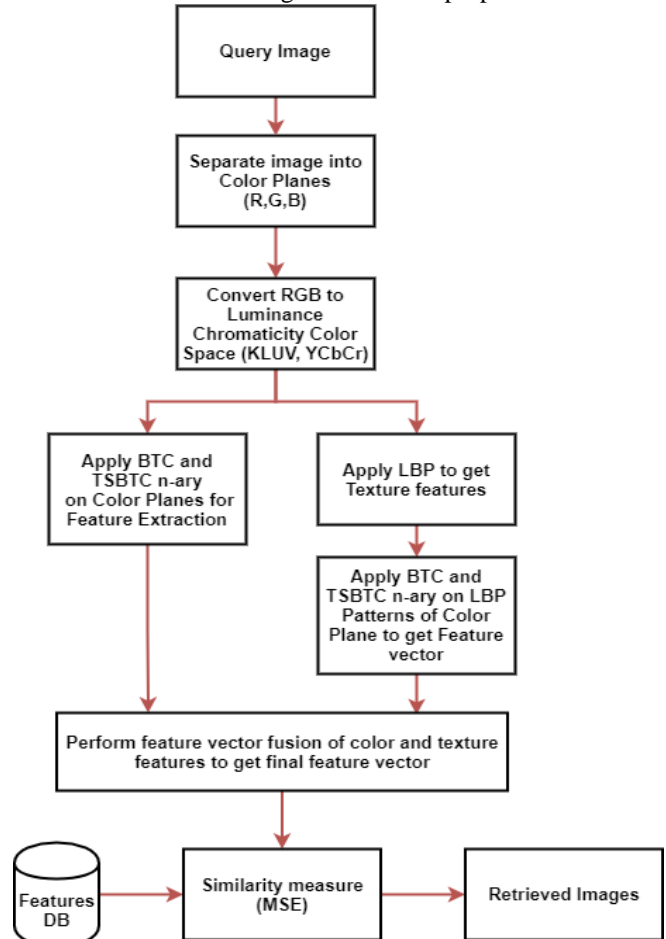 Query Image
Separate image into
Color Planes
(R,G,B)
Convert RGB to
Luminance
Chromaticity Color
Space (KLUV, YCbCr)
Apply BTC and
TSBTC n-ary
on Color Planes for
Feature Extraction
Apply LBP to get
Texture features
Apply BTC and
TSBTC n-ary on LBP
Patterns of Color
Plane to get Feature
vector
Perform feature vector fusion of color and texture
features to get final feature vector
Features
DB
Similarity measure
(MSE)
Retrieved Images